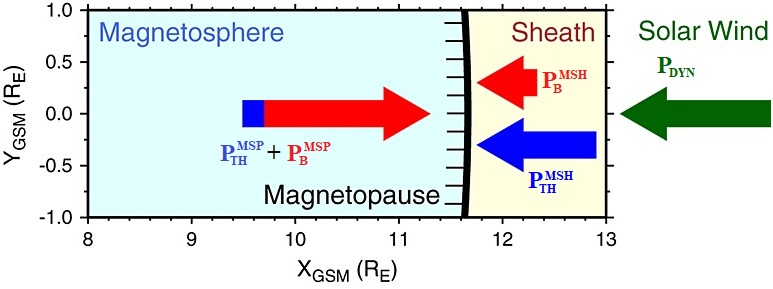 Magnetosphere
Sheath
Solar Wind
P_DYN
P_B^MSH
P_TH^MSP + P_B^MSP
P_TH^MSH
Magnetopause
Y_GSM (R_E)
1.0
0.5
0.0
-0.5
-1.0
8 9 10 11 12 13
X_GSM (R_E)